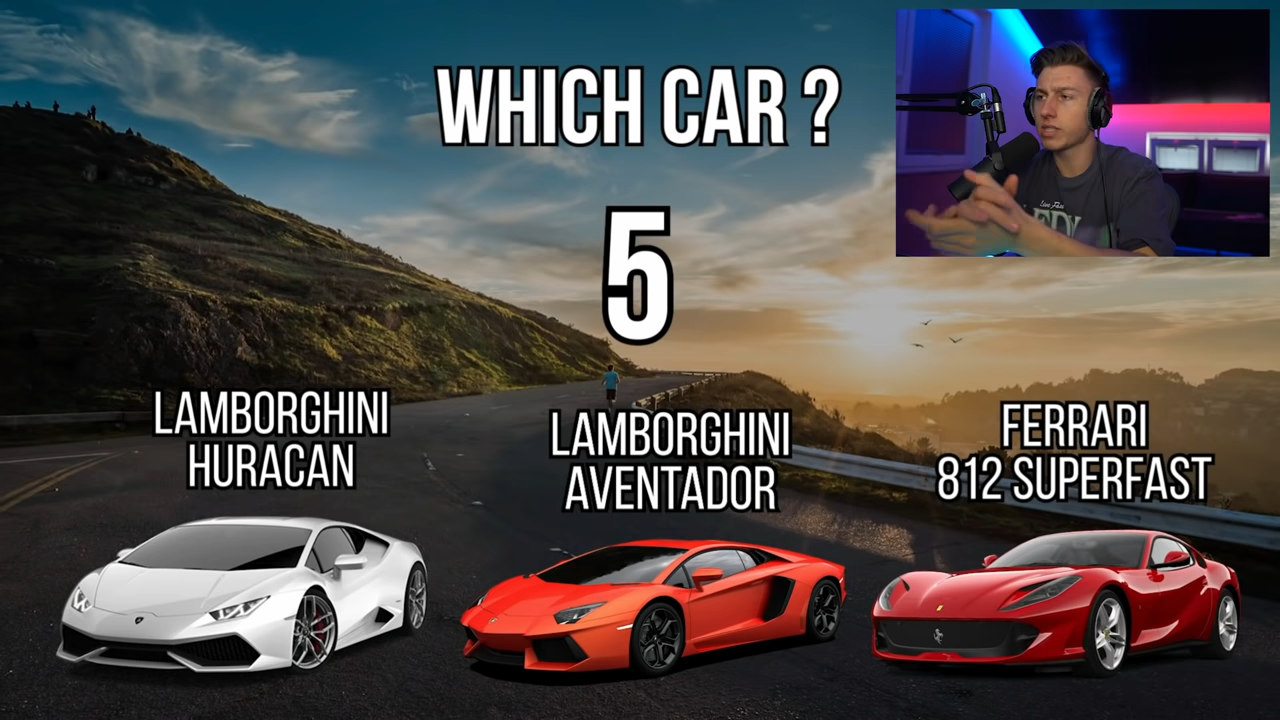 WHICH CAR ?
5
LAMBORGHINI
HURACAN
LAMBORGHINI
AVENTADOR
FERRARI
812 SUPERFAST